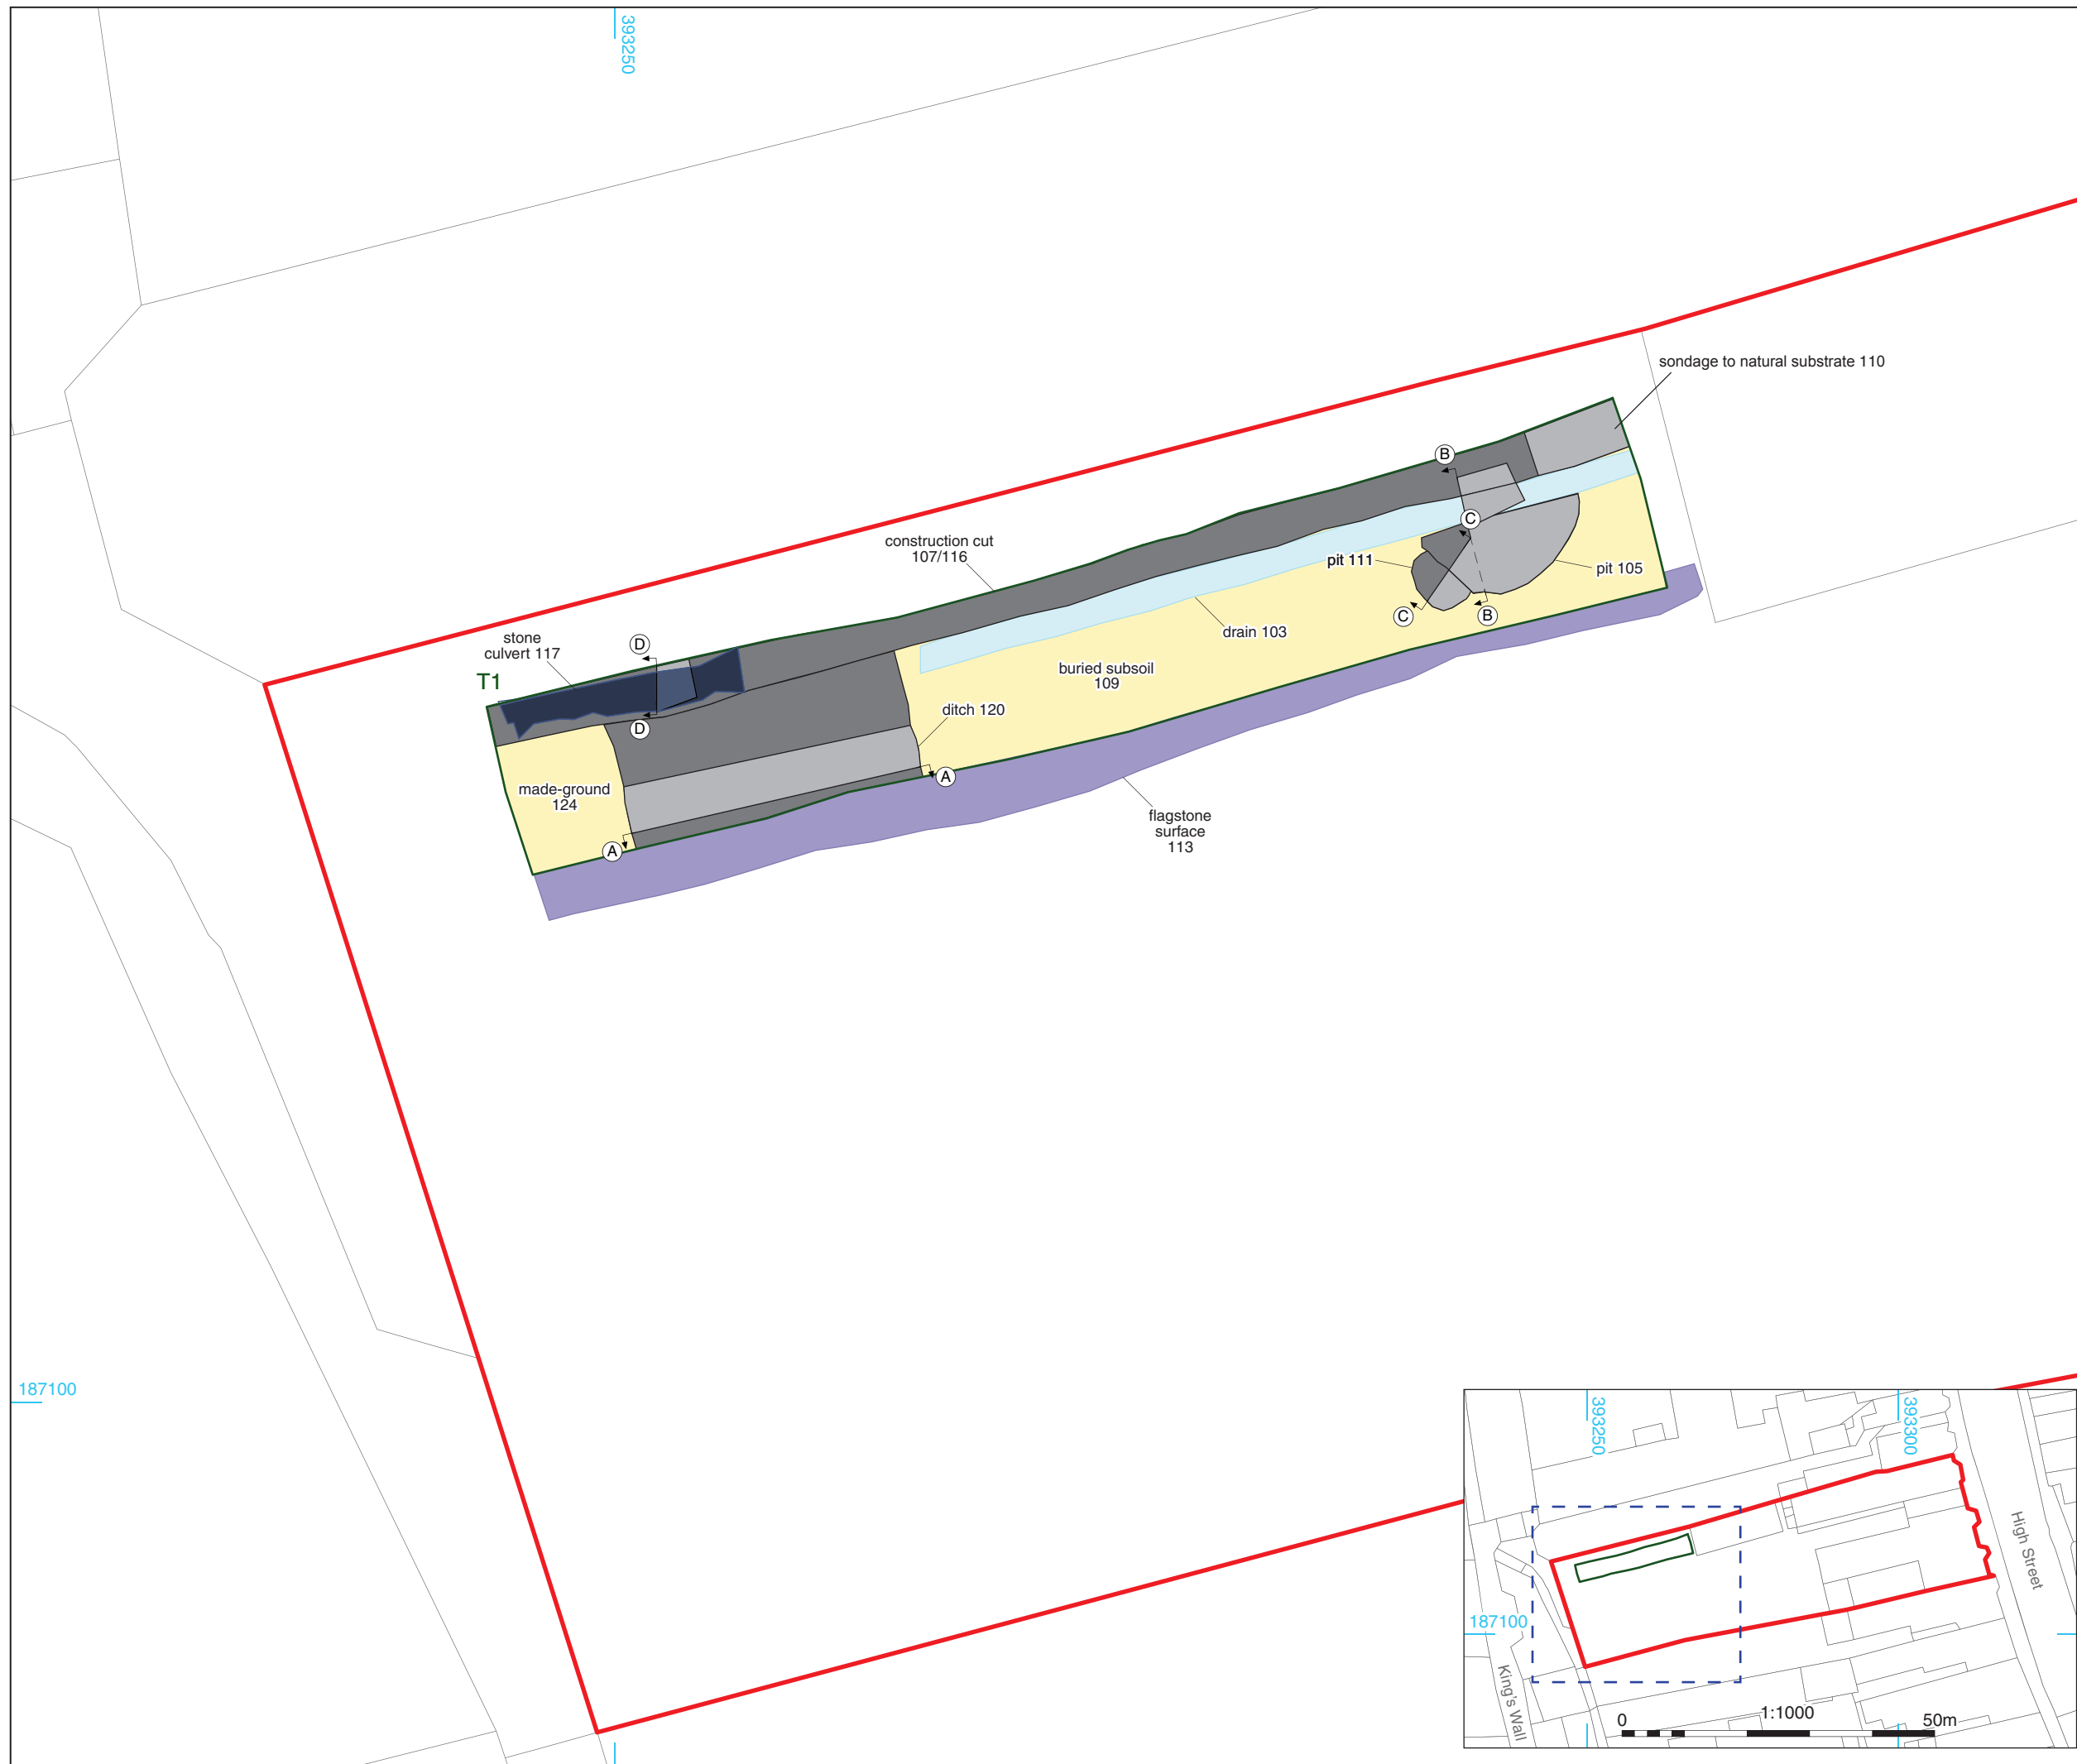 393250
sondage to natural substrate 110
B
C
construction cut
107/116
pit 111
pit 105
C
B
drain 103
stone
culvert 117
D
T1
buried subsoil
109
ditch 120
D
A
made-ground
124
flagstone
surface
113
A
187100
393250
393300
High Street
187100
King's Wall
0
1:1000
50m